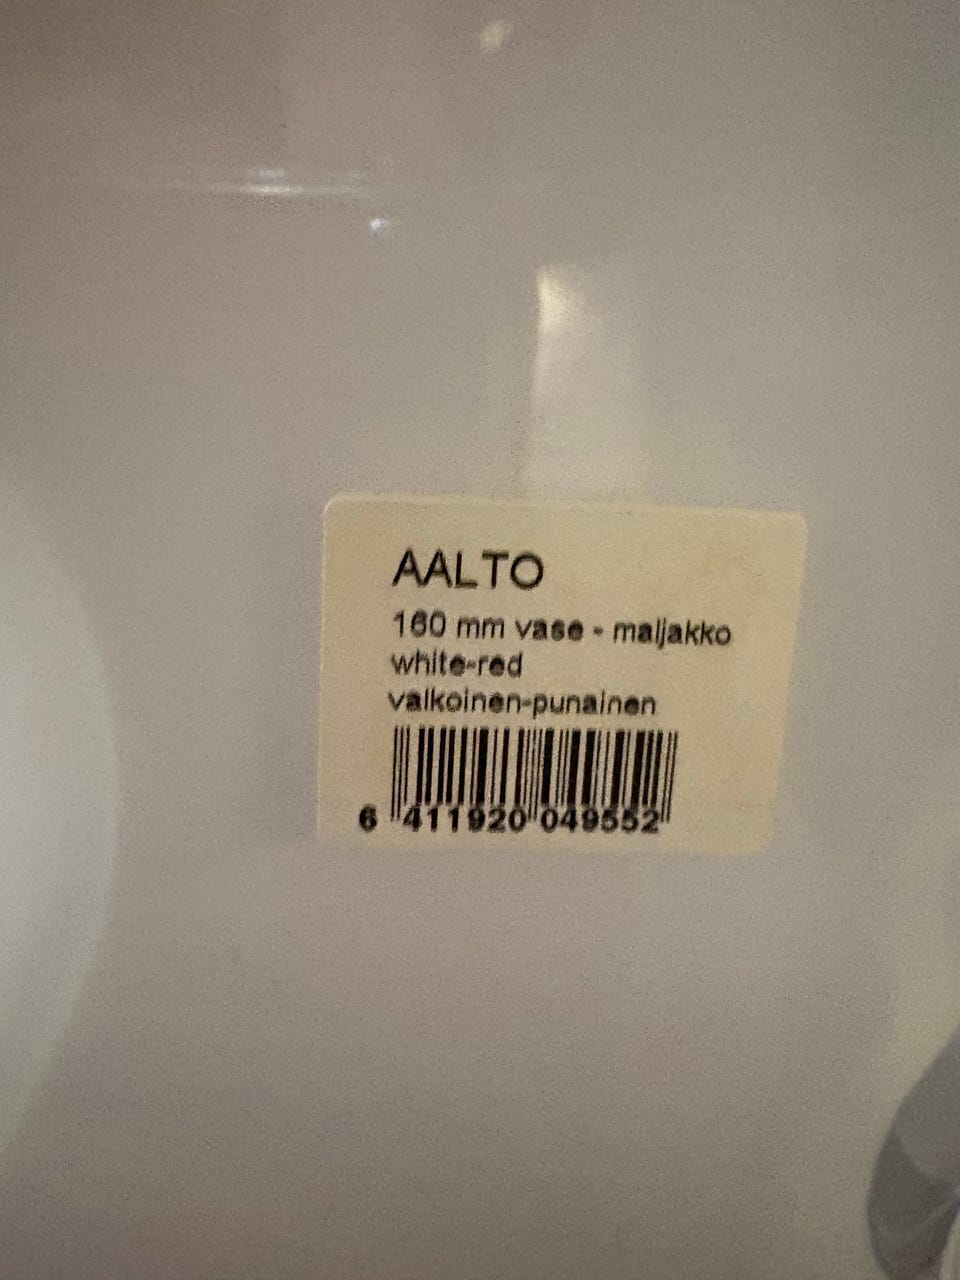 AALTO
160 mm vase - maljakko
white-red
valkoinen-punainen
6 411920 049552